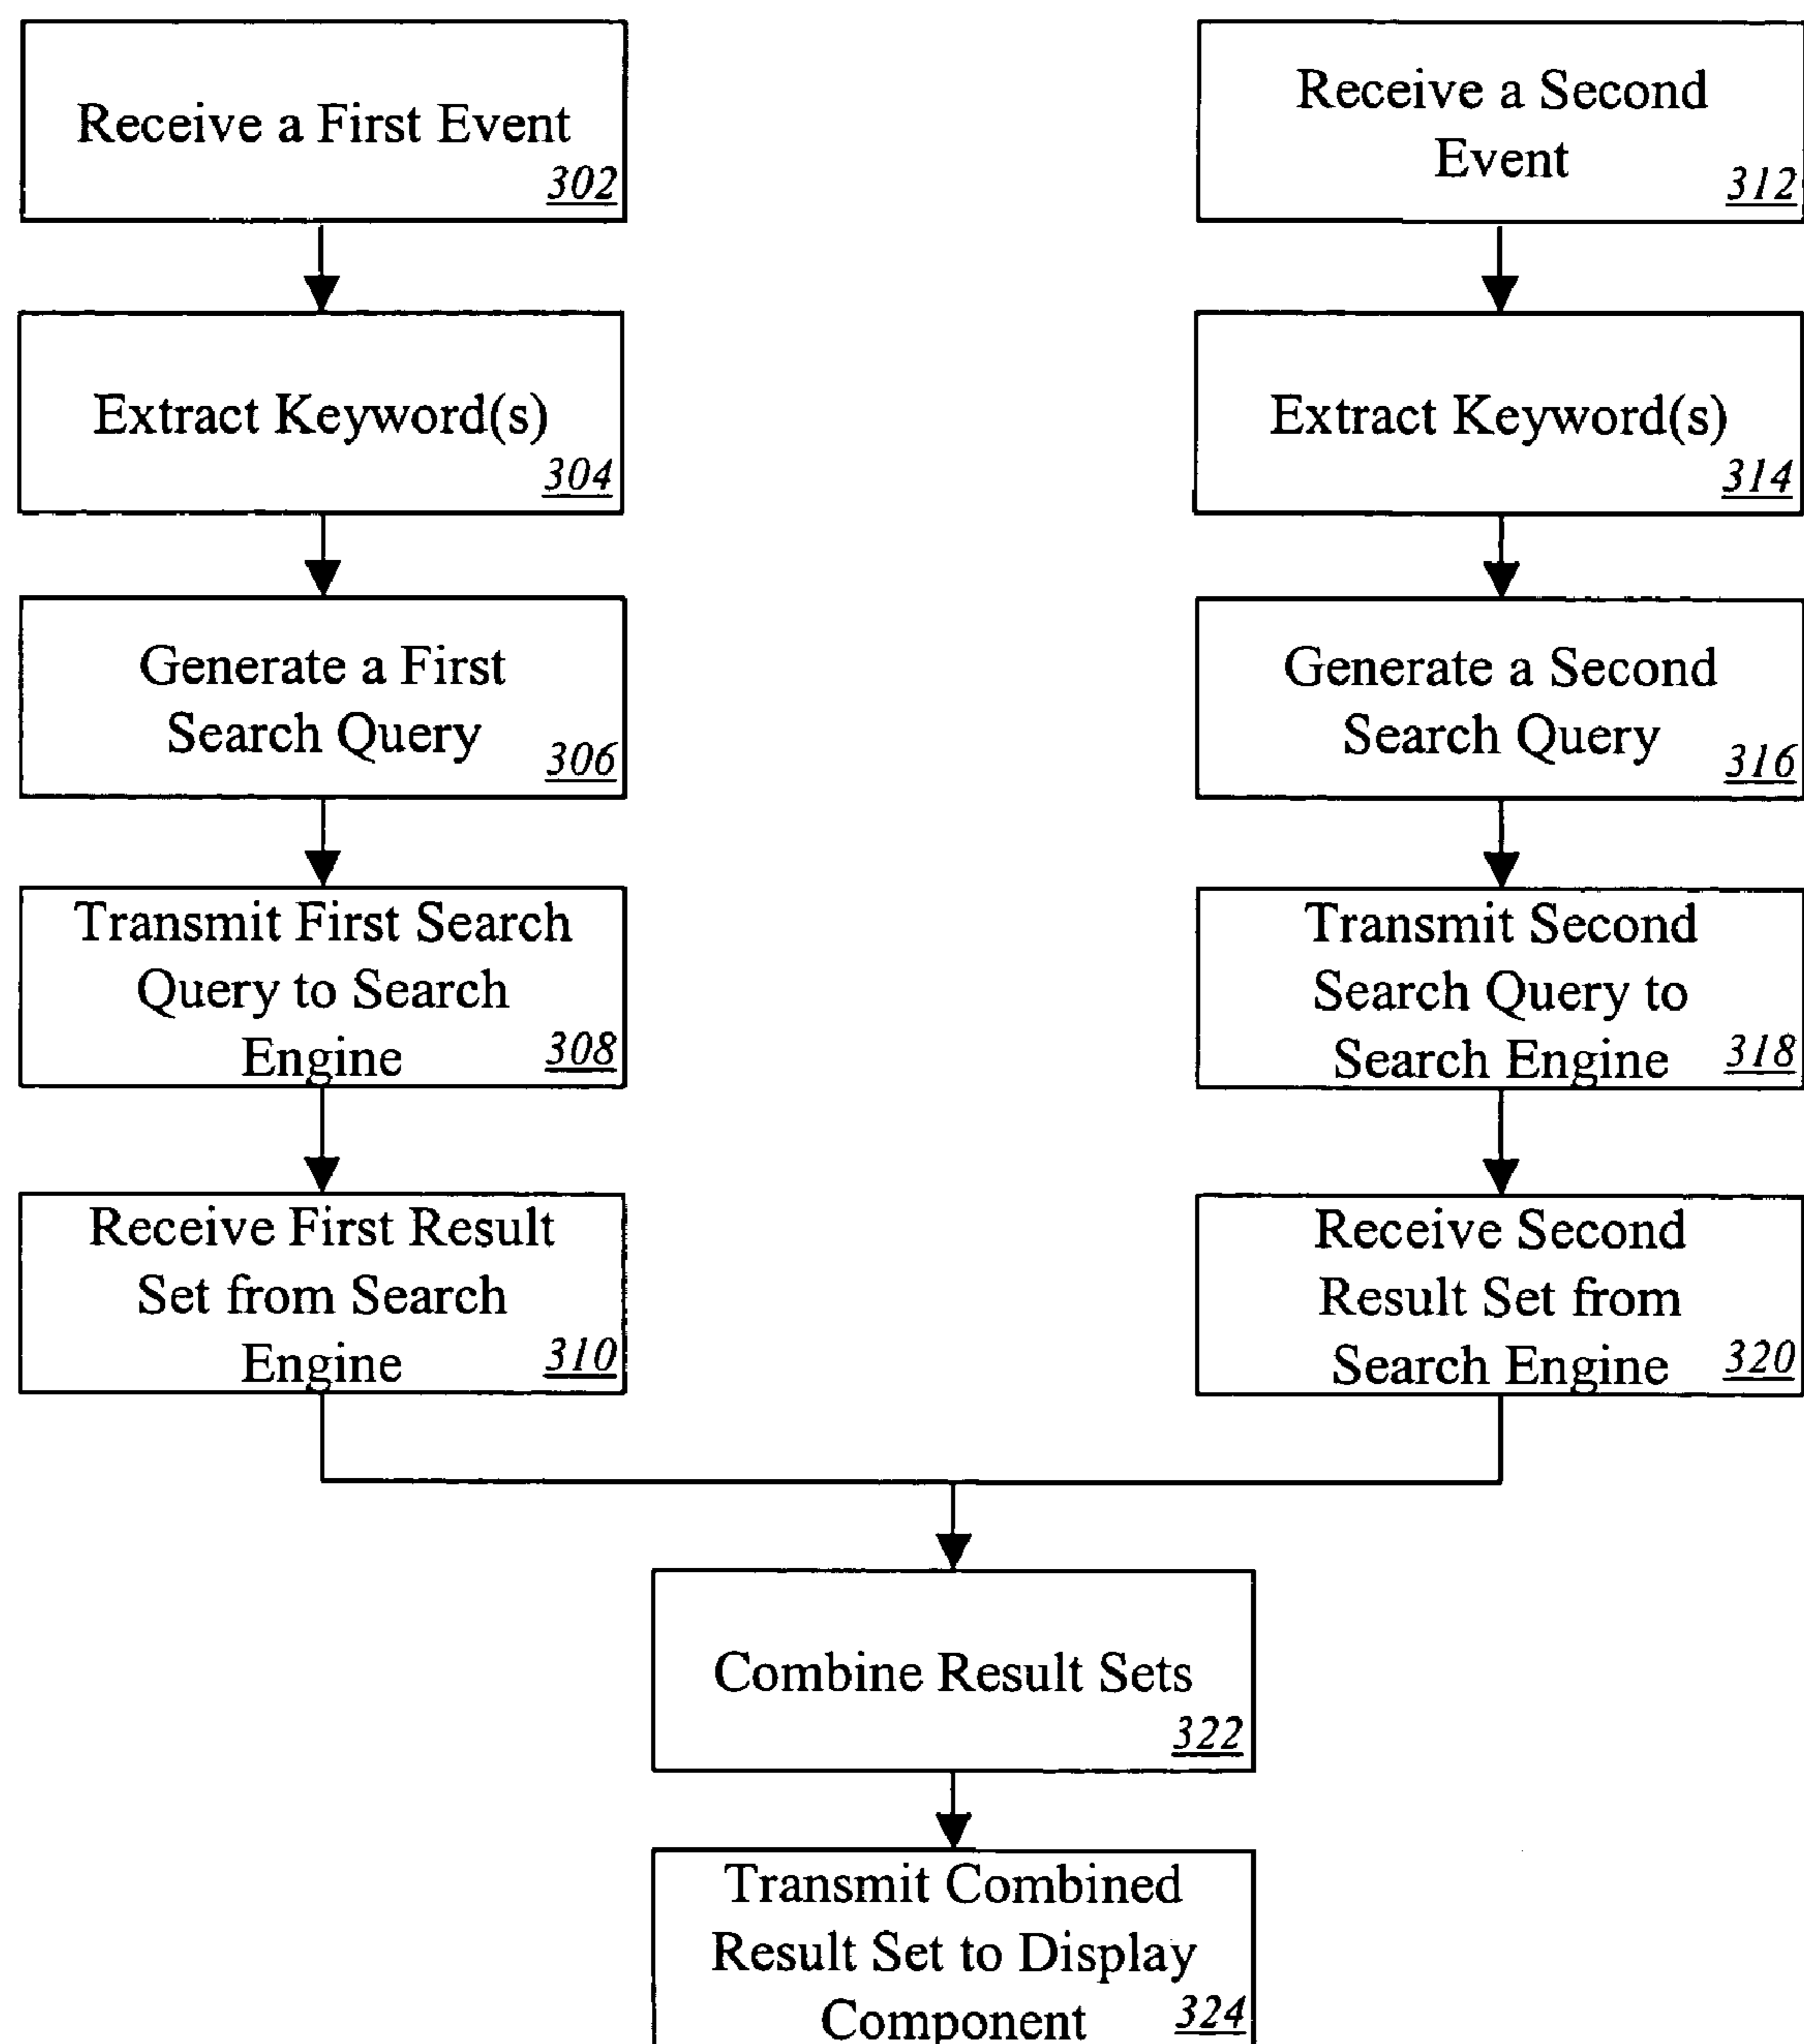 Receive a First Event
302
Extract Keyword(s)
304
Generate a First
Search Query
306
Transmit First Search
Query to Search
Engine
308
Receive First Result
Set from Search
Engine
310
Receive a Second
Event
312
Extract Keyword(s)
314
Generate a Second
Search Query
316
Transmit Second
Search Query to
Search Engine
318
Receive Second
Result Set from
Search Engine
320
Combine Result Sets
322
Transmit Combined
Result Set to Display
Component
324